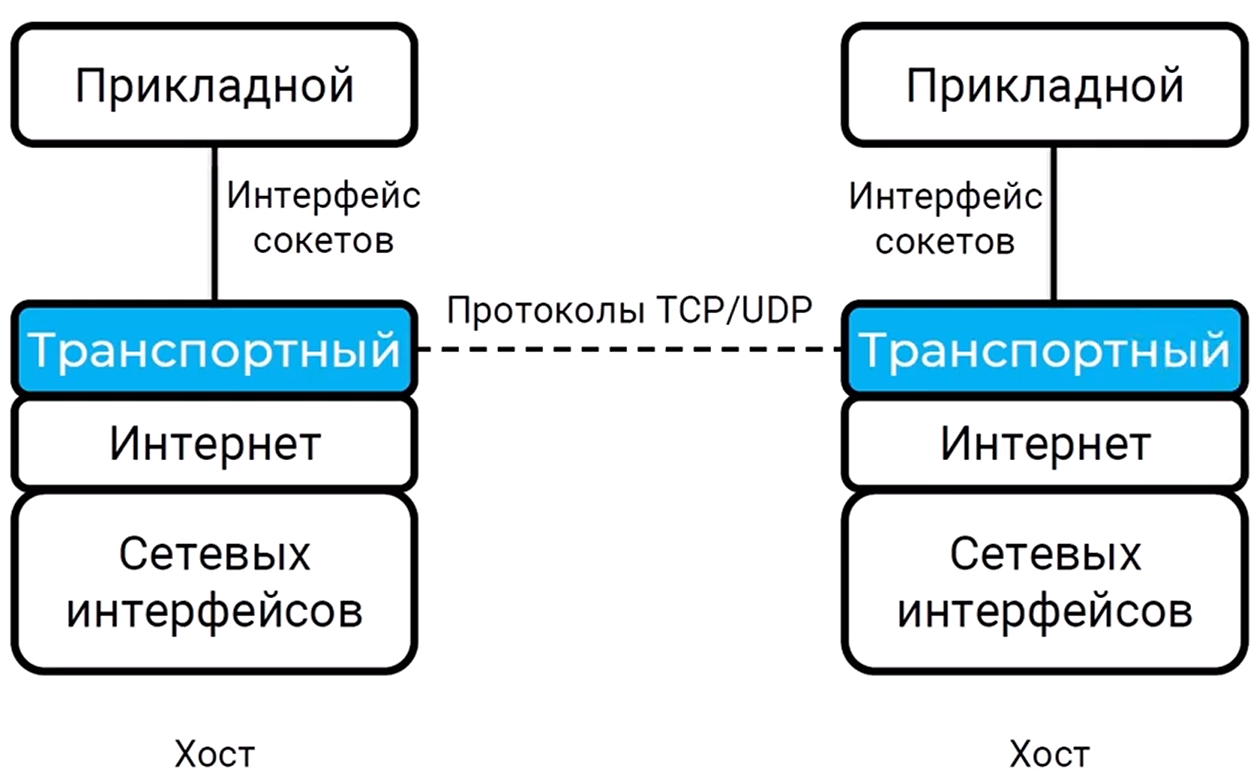 Прикладной
Прикладной
Интерфейс
сокетов
Интерфейс
сокетов
Протоколы TCP/UDP
Транспортный
Транспортный
Интернет
Интернет
Сетевых
интерфейсов
Сетевых
интерфейсов
Хост
Хост